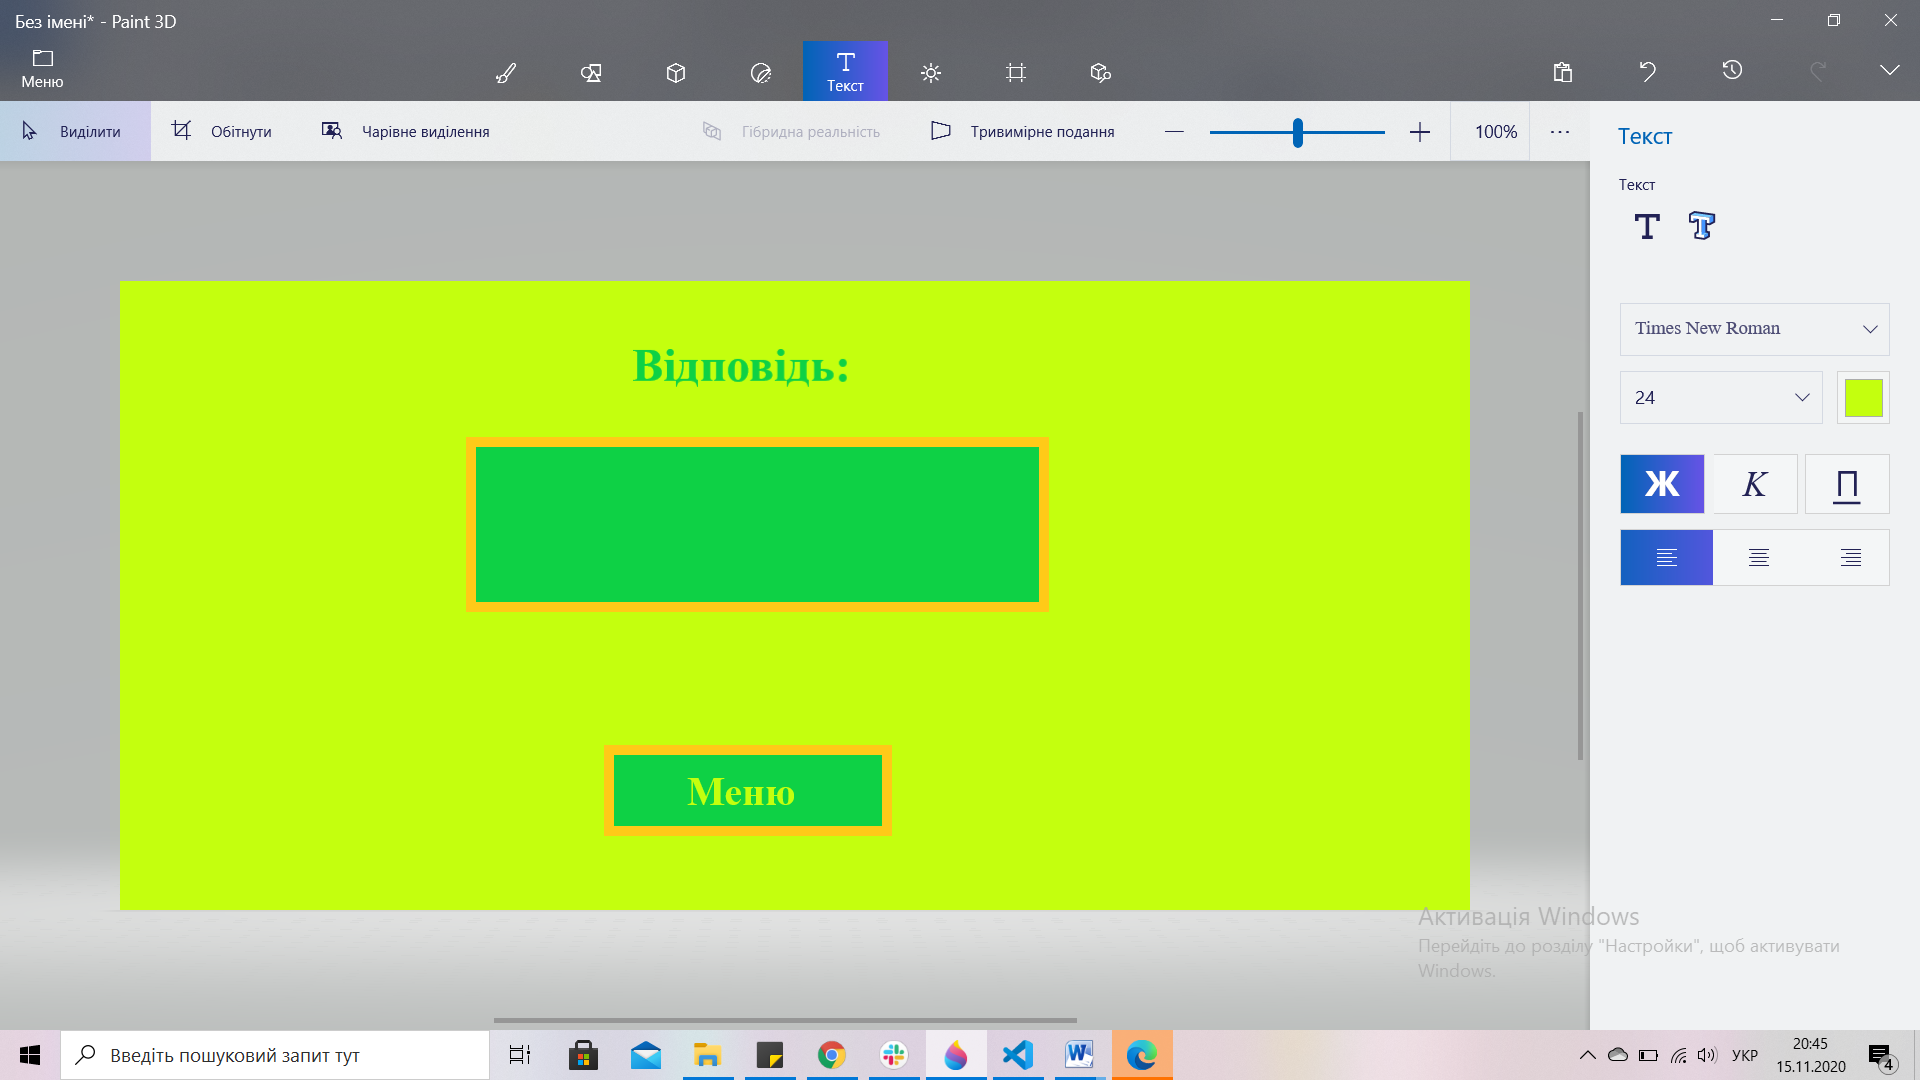 Без імені* - Paint 3D
Меню
Текст
Виділити
Обітнути
Чарівне виділення
Гібридна реальність
Тривимірне подання
100%
Текст
Текст
Times New Roman
24
Ж
К
П
Відповідь:
Меню
Активація Windows
Перейдіть до розділу "Настройки", щоб активувати
Windows.
Введіть пошуковий запит тут
УКР
20:45
15.11.2020
4